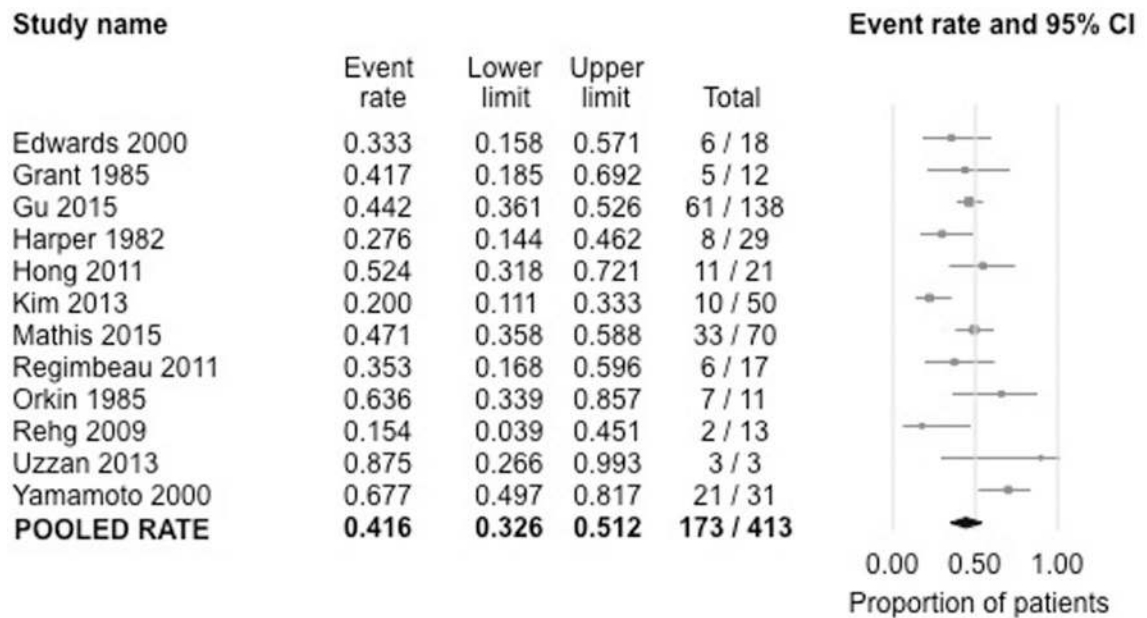 Study name Event rate and 95% CI
Event rate Lower limit Upper limit Total
Edwards 2000 0.333 0.158 0.571 6 / 18
Grant 1985 0.417 0.185 0.692 5 / 12
Gu 2015 0.442 0.361 0.526 61 / 138
Harper 1982 0.276 0.144 0.462 8 / 29
Hong 2011 0.524 0.318 0.721 11 / 21
Kim 2013 0.200 0.111 0.333 10 / 50
Mathis 2015 0.471 0.358 0.588 33 / 70
Regimbeau 2011 0.353 0.168 0.596 6 / 17
Orkin 1985 0.636 0.339 0.857 7 / 11
Rehg 2009 0.154 0.039 0.451 2 / 13
Uzzan 2013 0.875 0.266 0.993 3 / 3
Yamamoto 2000 0.677 0.497 0.817 21 / 31
POOLED RATE 0.416 0.326 0.512 173 / 413
0.00 0.50 1.00
Proportion of patients